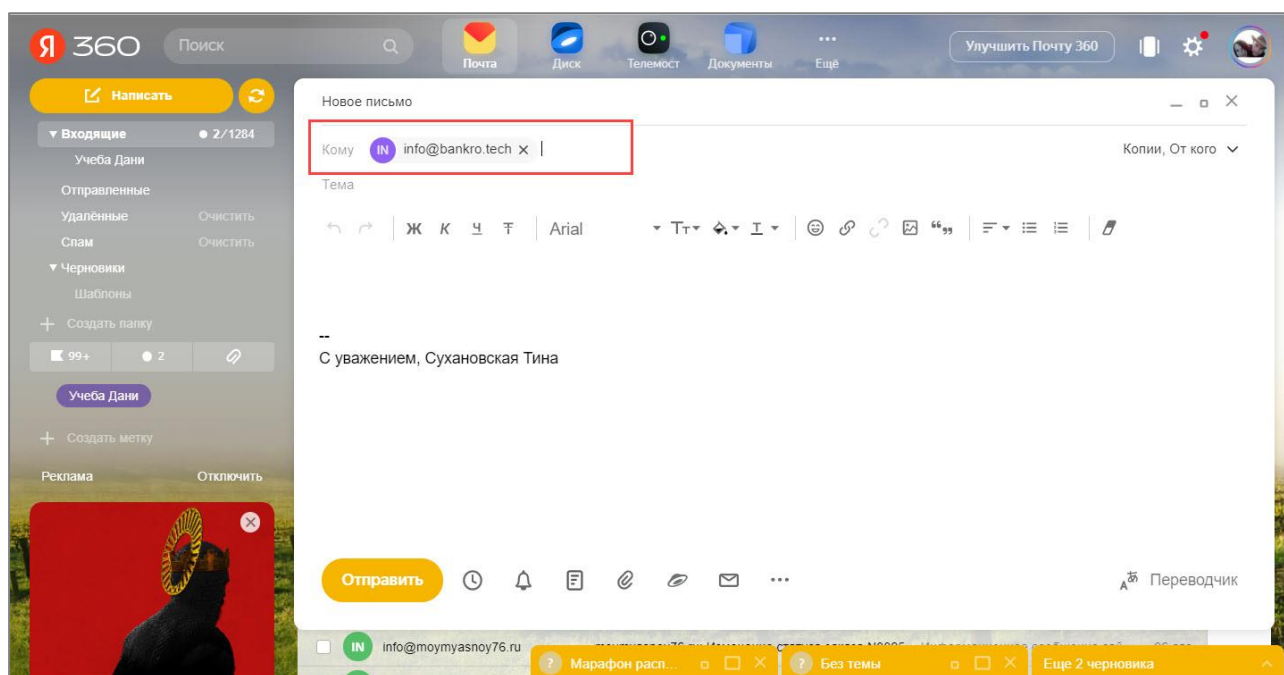 Я 360 Поиск Почта Диск Телемост Документы Ещё Улучшить Почту 360
Написать
Входящие 2/1284
Учеба Дани
Отправленные
Удалённые Очистить
Спам Очистить
Черновики
Шаблоны
Создать папку
99+ 2
Учеба Дани
Создать метку
Реклама Отключить
Новое письмо
Кому IN info@bankro.tech Копии, От кого
Тема
Ж К Ч Т Arial
--
С уважением, Сухановская Тина
Отправить Переводчик
IN info@moymyasnoy76.ru
? Марафон расп... ? Без темы Еще 2 черновика